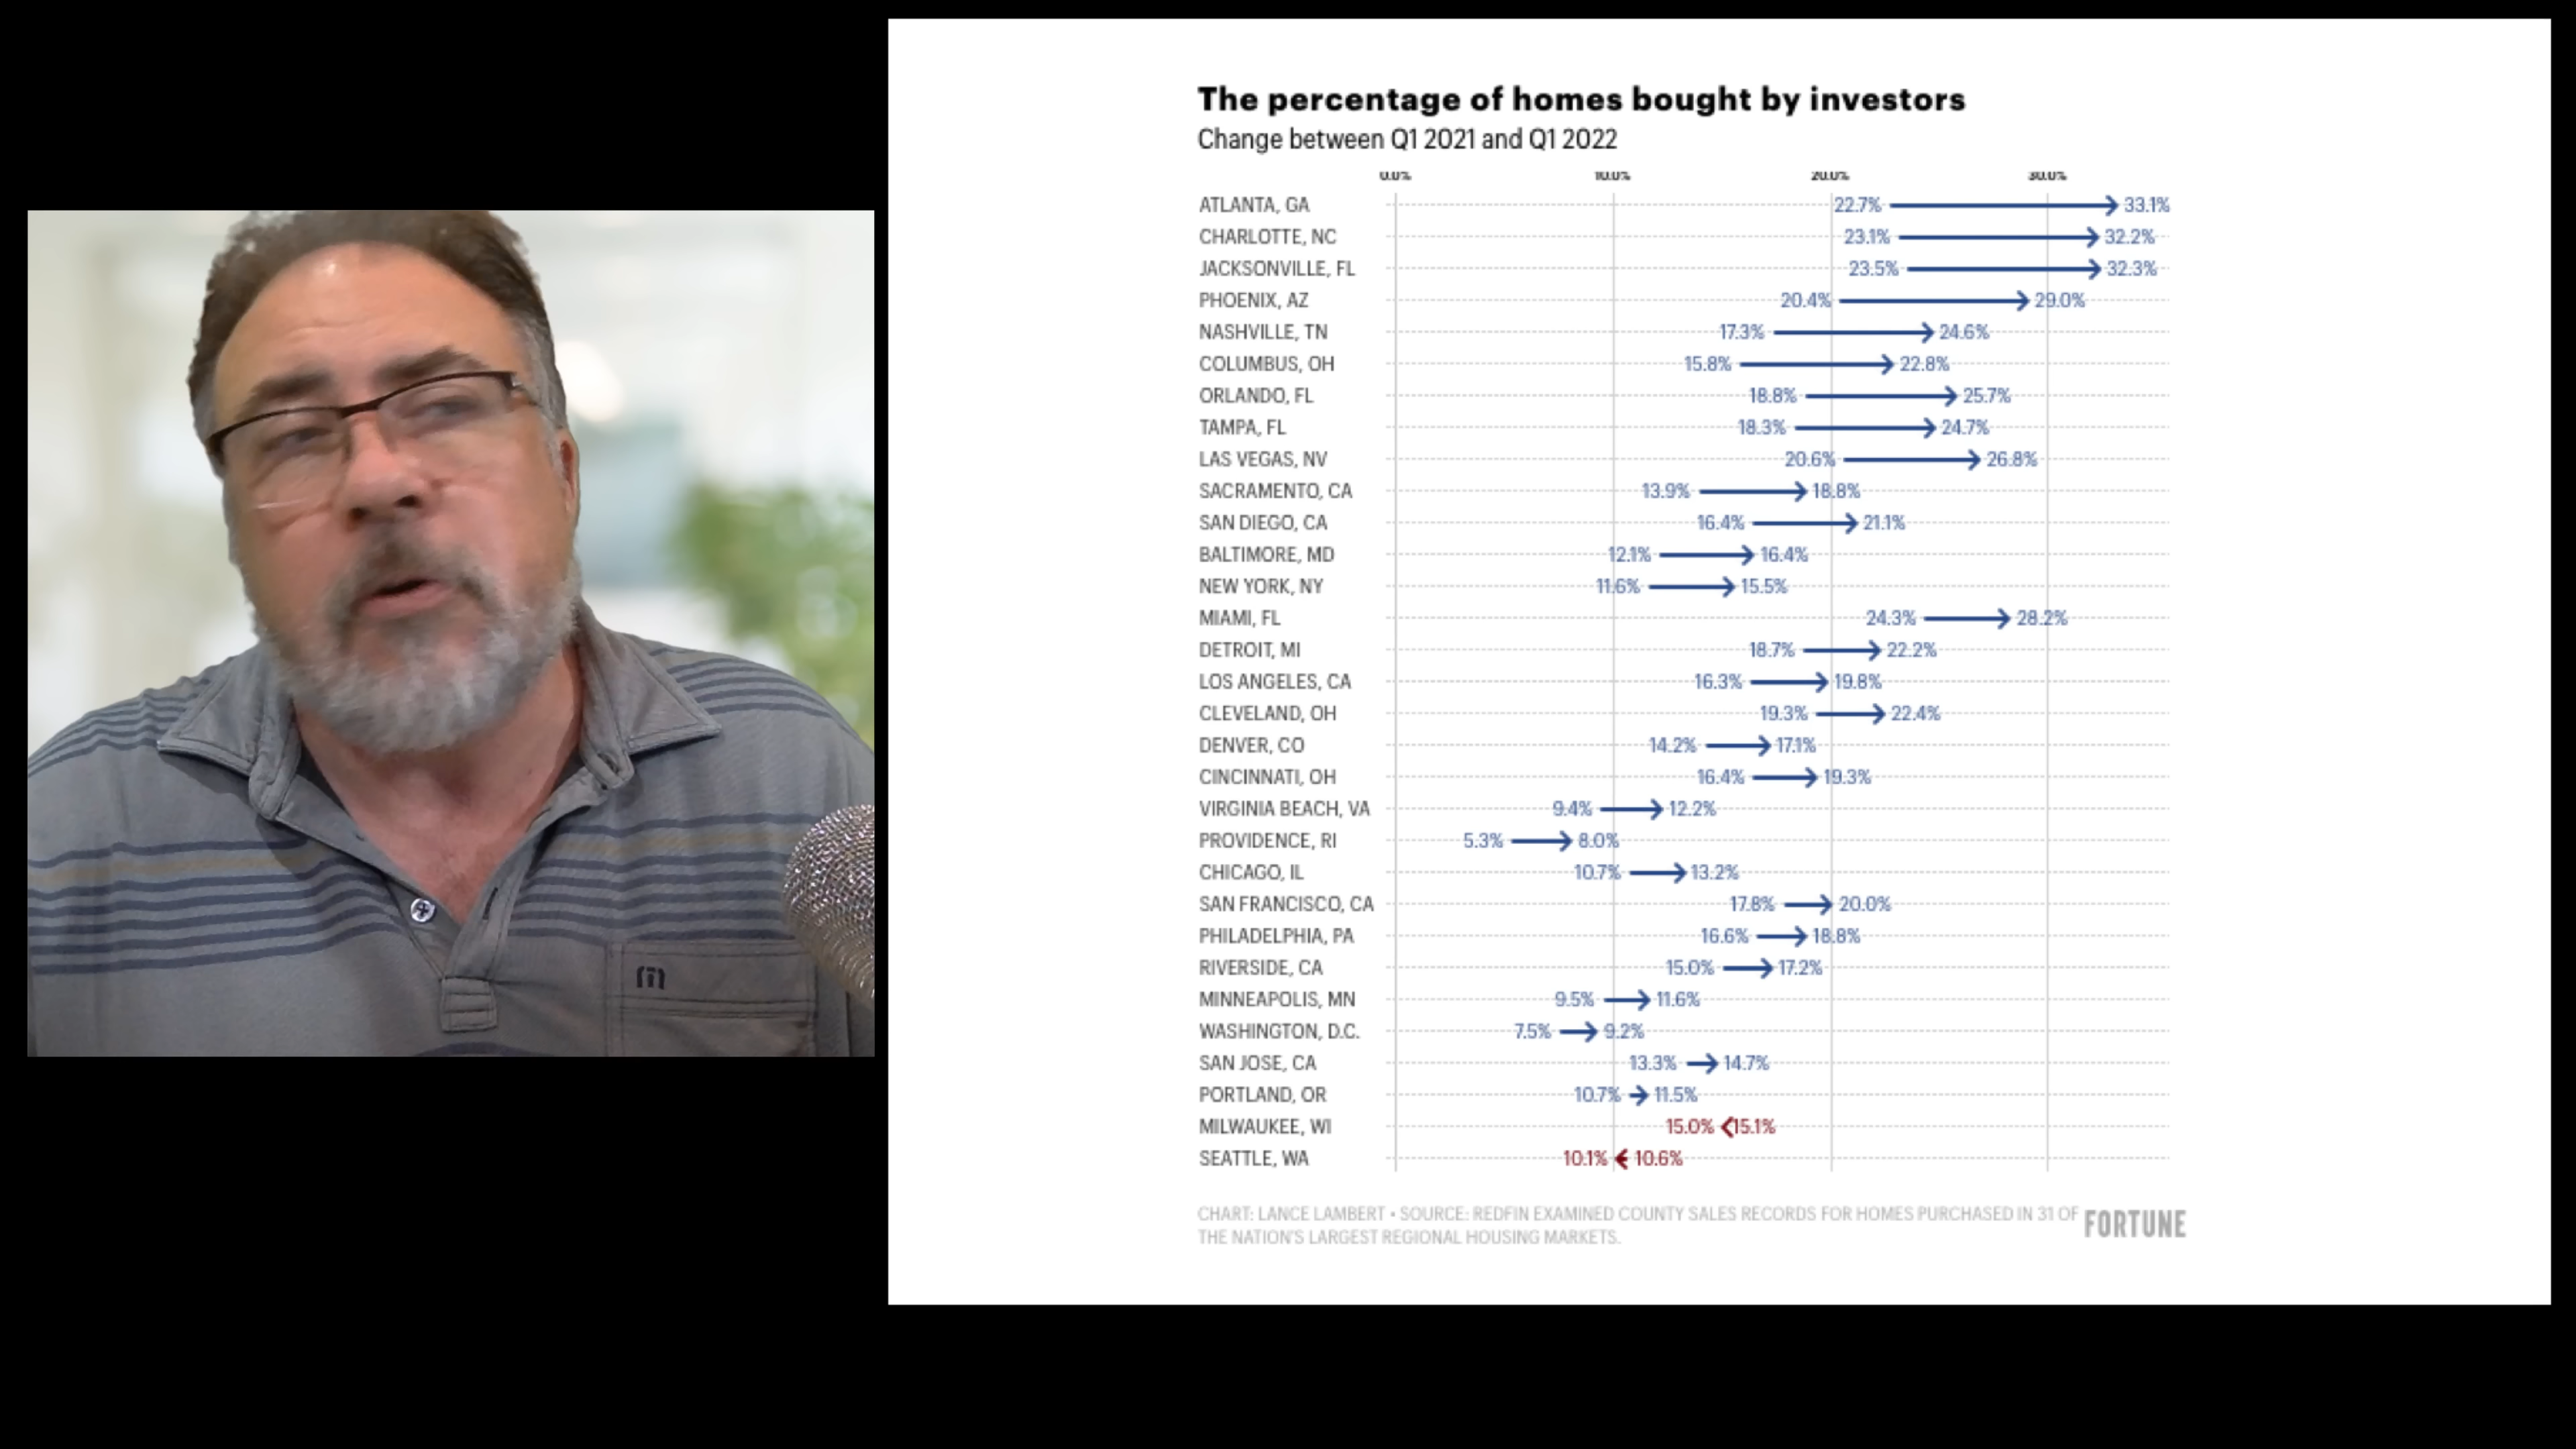 The percentage of homes bought by investors
Change between Q1 2021 and Q1 2022
0.0% 10.0% 20.0% 30.0%
ATLANTA, GA 22.7% 33.1%
CHARLOTTE, NC 23.1% 32.2%
JACKSONVILLE, FL 23.5% 32.3%
PHOENIX, AZ 20.4% 29.0%
NASHVILLE, TN 17.3% 24.6%
COLUMBUS, OH 15.8% 22.8%
ORLANDO, FL 18.8% 25.7%
TAMPA, FL 18.3% 24.7%
LAS VEGAS, NV 20.6% 26.8%
SACRAMENTO, CA 13.9% 18.8%
SAN DIEGO, CA 16.4% 21.1%
BALTIMORE, MD 12.1% 16.4%
NEW YORK, NY 11.6% 15.5%
MIAMI, FL 24.3% 28.2%
DETROIT, MI 18.7% 22.2%
LOS ANGELES, CA 16.3% 19.8%
CLEVELAND, OH 19.3% 22.4%
DENVER, CO 14.2% 17.1%
CINCINNATI, OH 16.4% 19.3%
VIRGINIA BEACH, VA 9.4% 12.2%
PROVIDENCE, RI 5.3% 8.0%
CHICAGO, IL 10.7% 13.2%
SAN FRANCISCO, CA 17.8% 20.0%
PHILADELPHIA, PA 16.6% 18.8%
RIVERSIDE, CA 15.0% 17.2%
MINNEAPOLIS, MN 9.5% 11.6%
WASHINGTON, D.C. 7.5% 9.2%
SAN JOSE, CA 13.3% 14.7%
PORTLAND, OR 10.7% 11.5%
MILWAUKEE, WI 15.0% 15.1%
SEATTLE, WA 10.1% 10.6%
CHART: LANCE LAMBERT • SOURCE: REDFIN EXAMINED COUNTY SALES RECORDS FOR HOMES PURCHASED IN 31 OF
THE NATION'S LARGEST REGIONAL HOUSING MARKETS.
FORTUNE